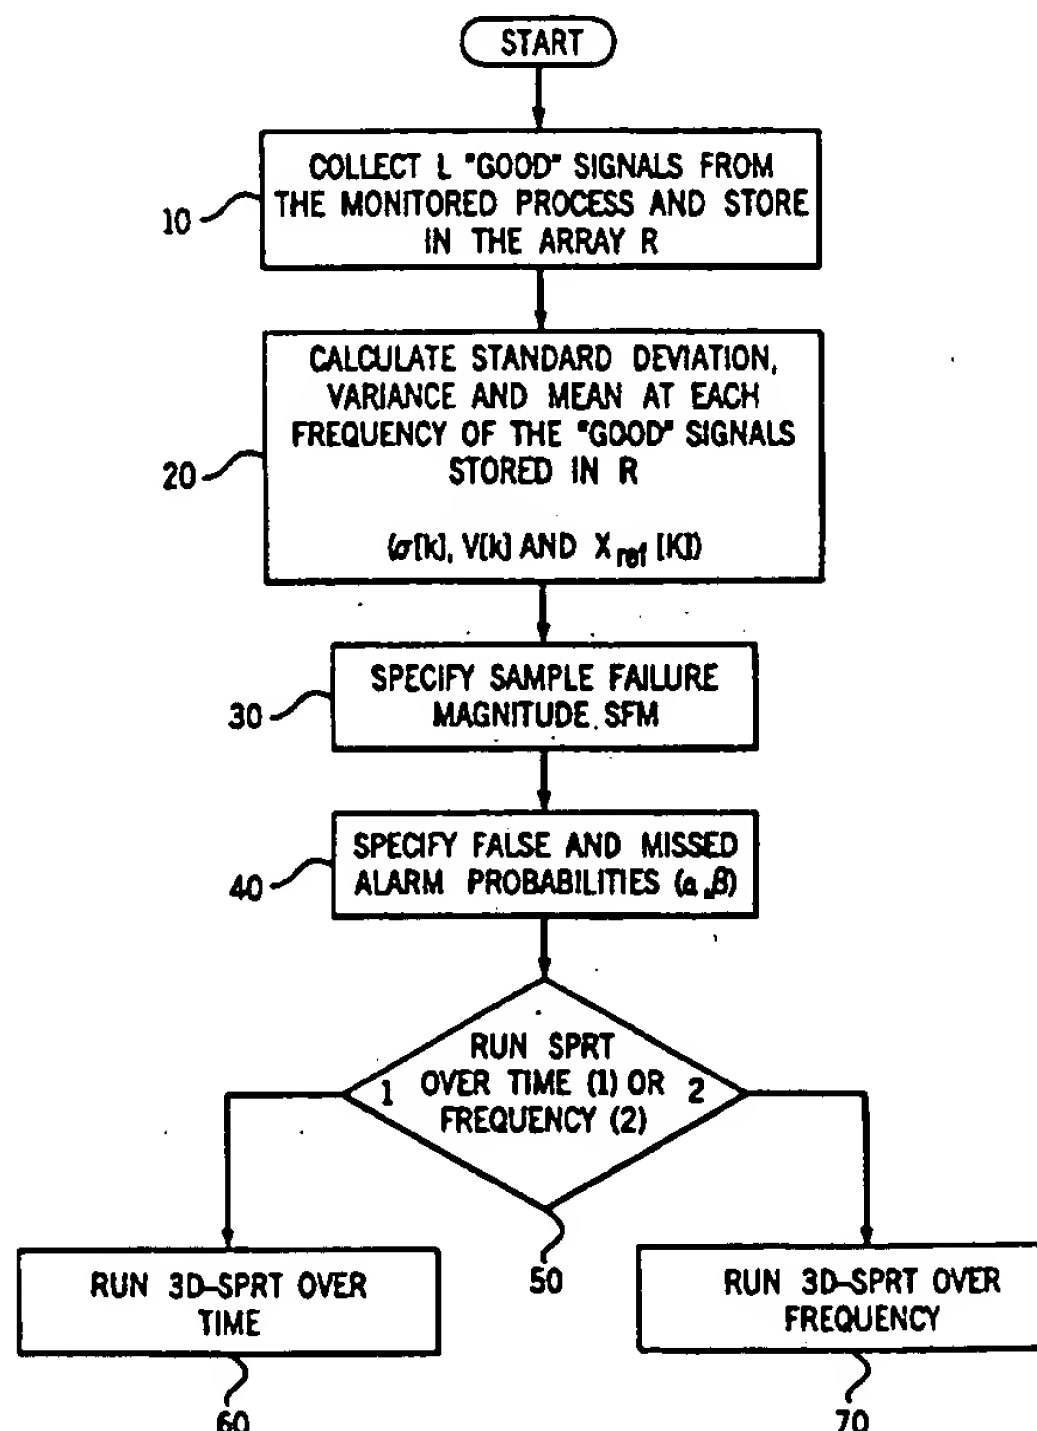 START
COLLECT L "GOOD" SIGNALS FROM
THE MONITORED PROCESS AND STORE
IN THE ARRAY R
10
CALCULATE STANDARD DEVIATION,
VARIANCE AND MEAN AT EACH
FREQUENCY OF THE "GOOD" SIGNALS
STORED IN R
20
(σ[k], V[k] AND X ref [K])
SPECIFY SAMPLE FAILURE
MAGNITUDE SFM
30
SPECIFY FALSE AND MISSED
ALARM PROBABILITIES (α,β)
40
RUN SPRT
1 OVER TIME (1) OR 2
FREQUENCY (2)
50
RUN 3D-SPRT OVER
TIME
60
RUN 3D-SPRT OVER
FREQUENCY
70